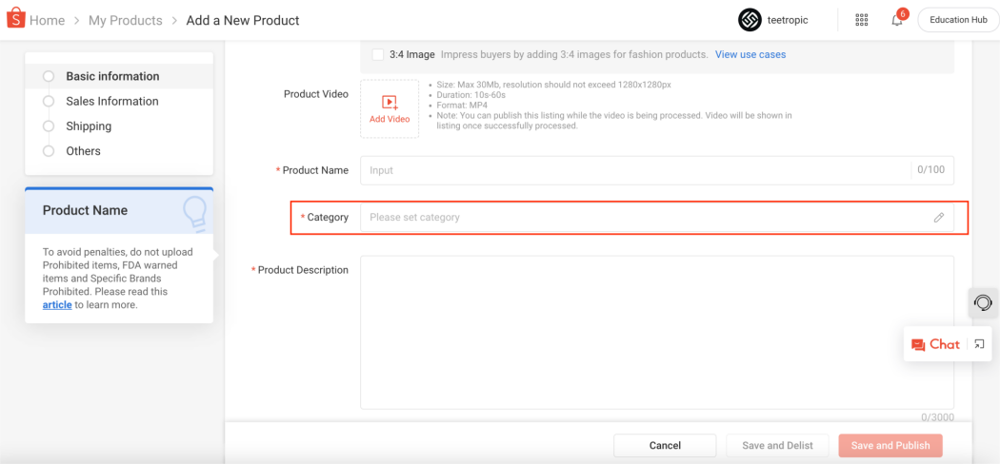 Home > My Products > Add a New Product
teetropic
6
Education Hub
Basic information
Sales Information
Shipping
Others
Product Name
To avoid penalties, do not upload
Prohibited items, FDA warned
items and Specific Brands
Prohibited. Please read this
article to learn more.
3:4 Image Impress buyers by adding 3:4 images for fashion products. View use cases
Product Video
Add Video
• Size: Max 30Mb, resolution should not exceed 1280x1280px
• Duration: 10s-60s
• Format: MP4
• Note: You can publish this listing while the video is being processed. Video will be shown in
listing once successfully processed.
* Product Name Input 0/100
* Category Please set category
* Product Description
0/3000
Chat
Cancel Save and Delist Save and Publish